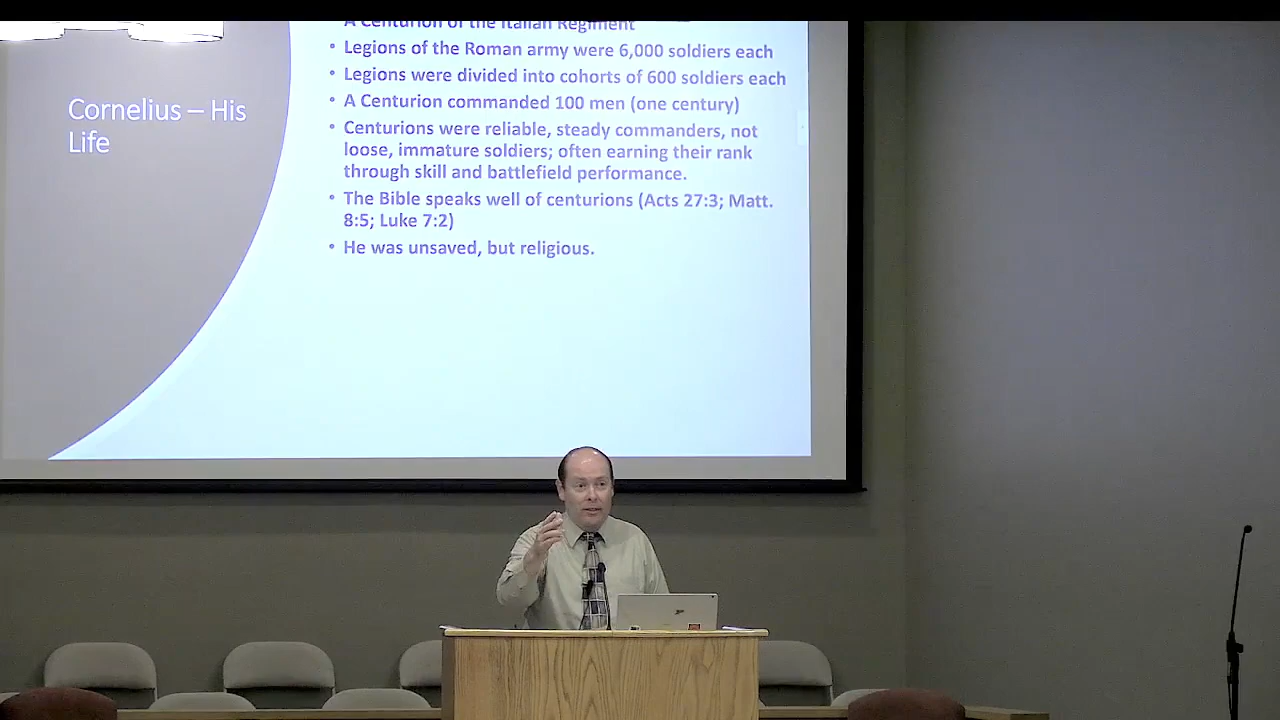 A Centurion of the Italian Regiment
• Legions of the Roman army were 6,000 soldiers each
• Legions were divided into cohorts of 600 soldiers each
• A Centurion commanded 100 men (one century)
• Centurions were reliable, steady commanders, not
loose, immature soldiers; often earning their rank
through skill and battlefield performance.
• The Bible speaks well of centurions (Acts 27:3; Matt.
8:5; Luke 7:2)
• He was unsaved, but religious.
Cornelius – His
Life